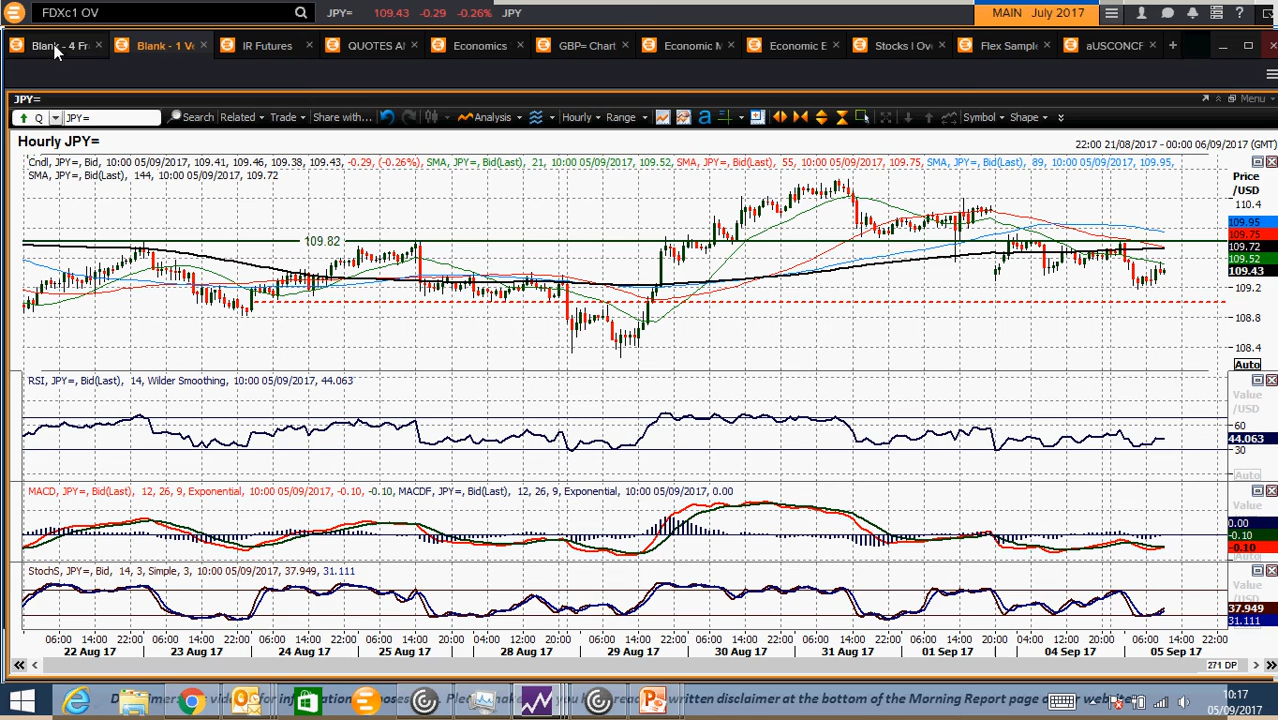 FDXc1 OV JPY= 109.43 -0.29 -0.26% JPY MAIN July 2017 ?
Blank - 4 Fr × Blank - 1 V × IR Futures × QUOTES A × Economics × GBP= Chart × Economic M × Economic E × Stocks I Ov × Flex Sampl × aUSCONCF × +
JPY= Menu
Q JPY= Search Related Trade Share with... Analysis a Hourly Range Symbol Shape
Hourly JPY=
22:00 21/08/2017 - 00:00 06/09/2017 (GMT)
Cndl, JPY=, Bid, 10:00 05/09/2017, 109.41, 109.46, 109.38, 109.43, -0.29, (-0.26%), SMA, JPY=, Bid(Last), 21, 10:00 05/09/2017, 109.52, SMA, JPY=, Bid(Last), 55, 10:00 05/09/2017, 109.75, SMA, JPY=, Bid(Last), 89, 10:00 05/09/2017, 109.95,
SMA, JPY=, Bid(Last), 144, 10:00 05/09/2017, 109.72
Price
/USD
110.4
109.95
109.75
109.82
109.72
109.52
109.43
109.2
108.8
108.4
Auto
RSI, JPY=, Bid(Last), 14, Wilder Smoothing, 10:00 05/09/2017, 44.063
Value
/USD
60
44.063
30
Auto
MACD, JPY=, Bid(Last), 12, 26, 9, Exponential, 10:00 05/09/2017, -0.10, -0.10, MACDF, JPY=, Bid(Last), 12, 26, 9, Exponential, 10:00 05/09/2017, 0.00
Value
0.00
-0.10
-0.10
StochS, JPY=, Bid, 14, 3, Simple, 3, 10:00 05/09/2017, 37.949, 31.111
Value
/USD
37.949
31.111
06:00 14:00 22:00 06:00 14:00 22:00 06:00 14:00 22:00 06:00 14:00 22:00 04:00 12:00 20:00 06:00 14:00 22:00 06:00 14:00 22:00 06:00 14:00 20:00 04:00 12:00 20:00 06:00 14:00 22:00
22 Aug 17 23 Aug 17 24 Aug 17 25 Aug 17 28 Aug 17 29 Aug 17 31 Aug 17 01 Sep 17 04 Sep 17 05 Sep 17
271 DP
10:17
05/09/2017
written disclaimer at the bottom of the Morning Report page